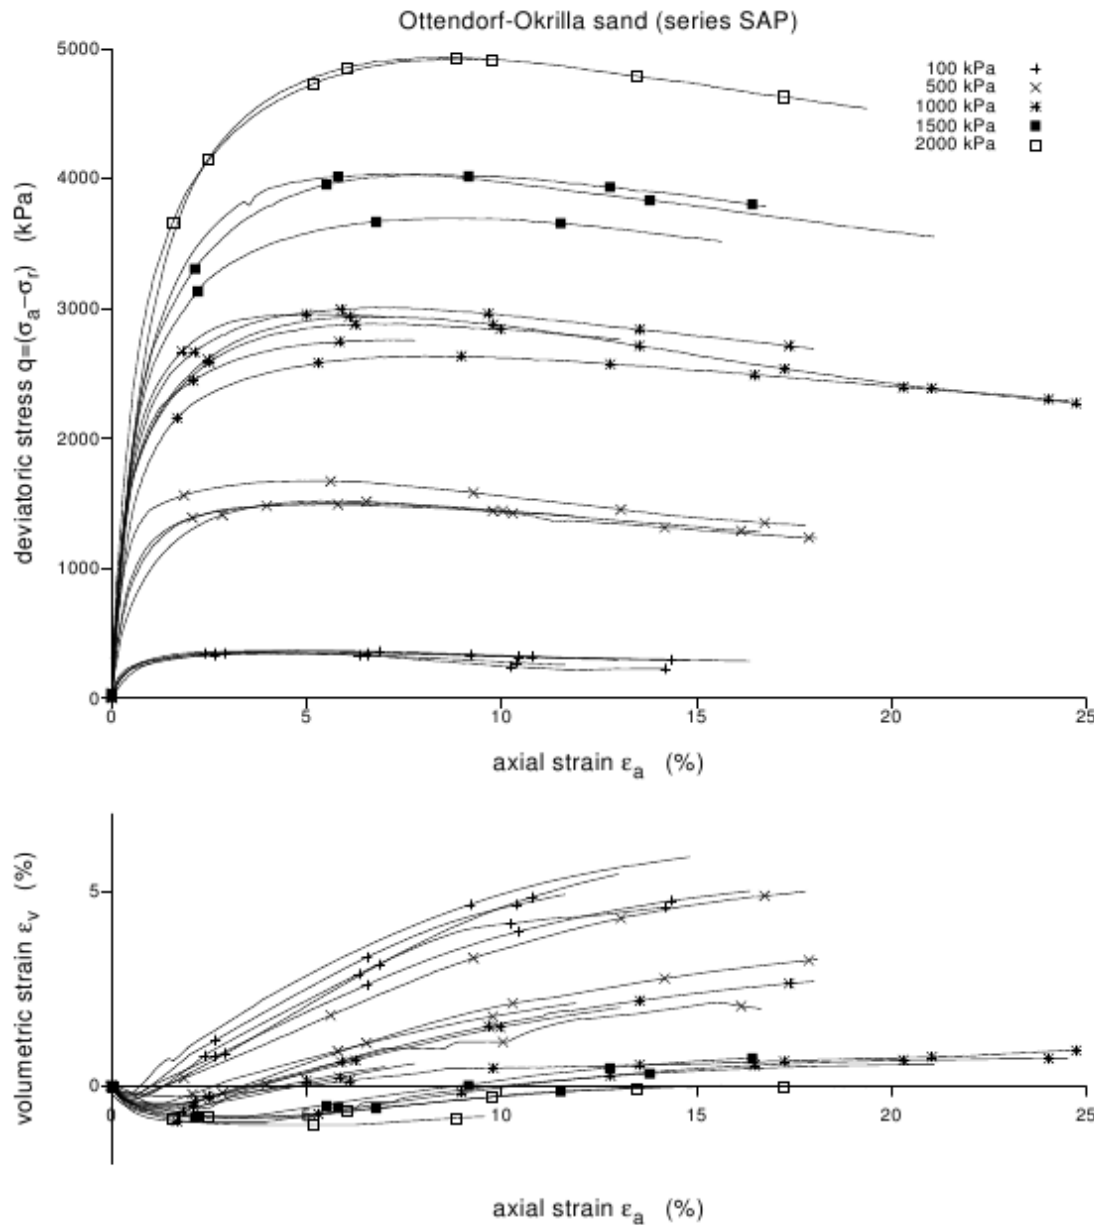 Ottendorf-Okrilla sand (series SAP)
deviatoric stress q=(σa−σr) (kPa)
5000
4000
3000
2000
1000
0
100 kPa
500 kPa
1000 kPa
1500 kPa
2000 kPa
0 5 10 15 20 25
axial strain εa (%)
volumetric strain εv (%)
5
0
0 5 10 15 20 25
axial strain εa (%)